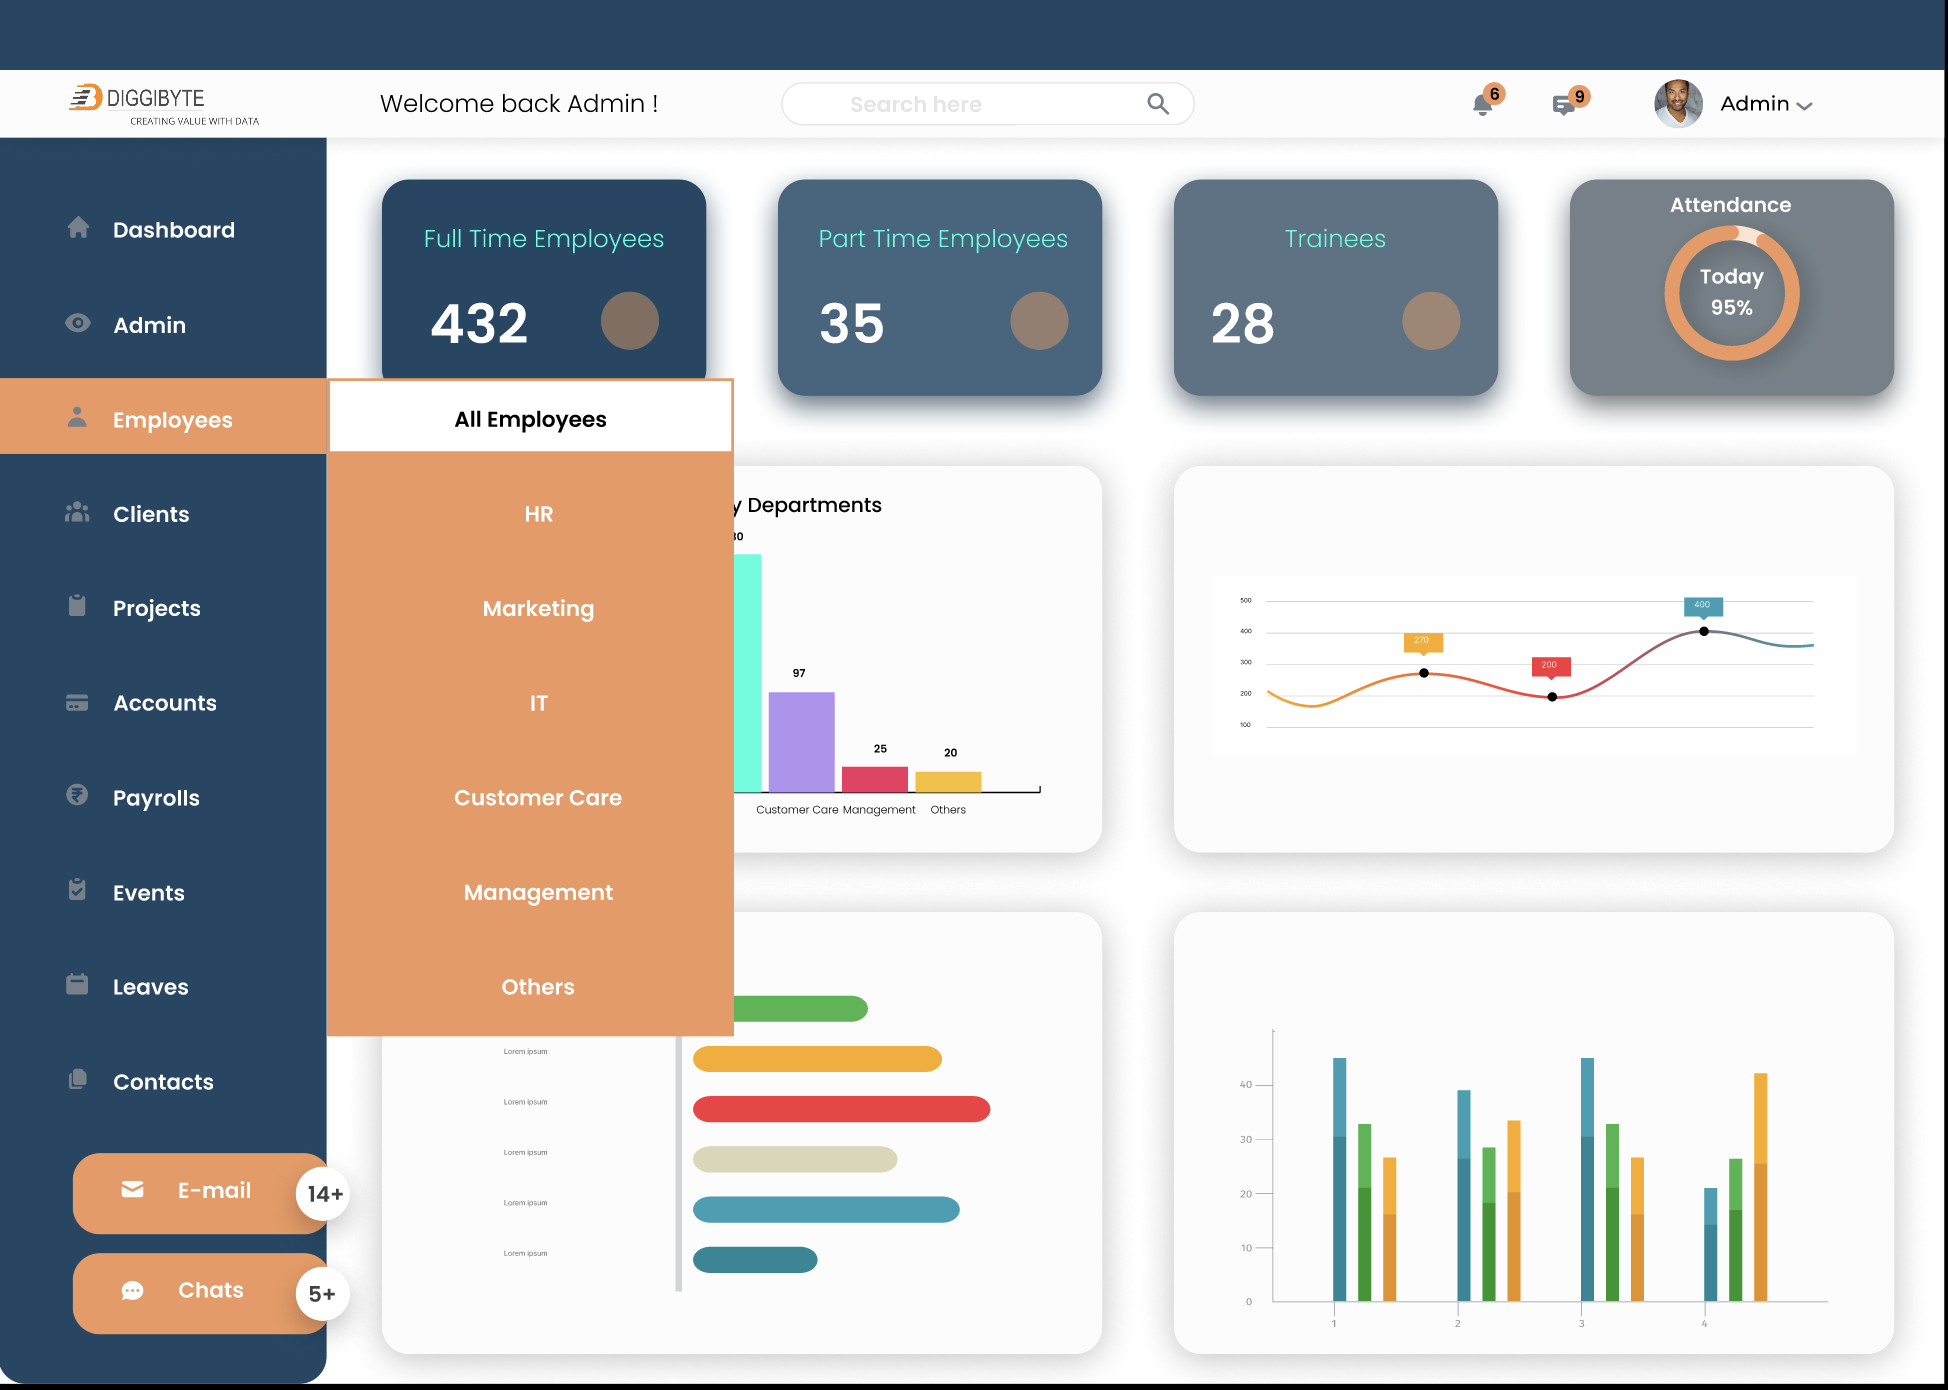 DIGGIBYTE
CREATING VALUE WITH DATA
Welcome back Admin !
Search here
6
9
Admin
Dashboard
Admin
Employees
Clients
Projects
Accounts
Payrolls
Events
Leaves
Contacts
E-mail
14+
Chats
5+
Full Time Employees
432
Part Time Employees
35
Trainees
28
Attendance
Today
95%
All Employees
HR
Marketing
IT
Customer Care
Management
Others
y Departments
30
97
25
20
Customer Care Management Others
500
400
300
200
100
270
200
400
Lorem ipsum
Lorem ipsum
Lorem ipsum
Lorem ipsum
Lorem ipsum
40
30
20
10
0
1 2 3 4